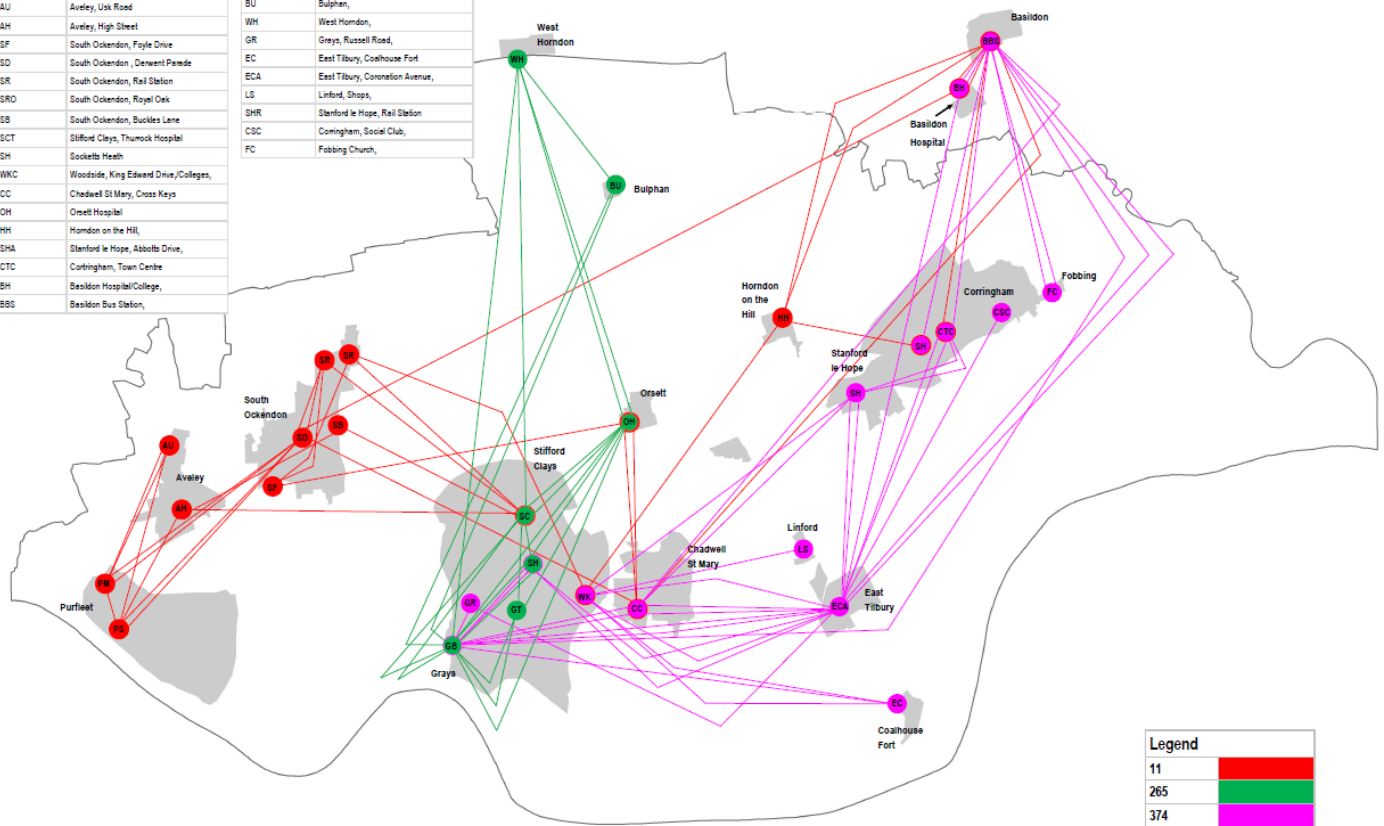 AU Aveley, Usk Road
AH Aveley, High Street
SF South Ockendon, Foyle Drive
SD South Ockendon , Derwent Parade
SR South Ockendon, Rail Station
SRO South Ockendon, Royal Oak
SB South Ockendon, Buckles Lane
SCT Stifford Clays, Thurrock Hospital
SH Socketts Heath
WKC Woodside, King Edward Drive,/Colleges,
CC Chadwell St Mary, Cross Keys
OH Orsett Hospital
HH Horndon on the Hill,
SHA Stanford le Hope, Abbotts Drive,
CTC Cortringham, Town Centre
BH Basildon Hospital/College,
BBS Basildon Bus Station,
BU Bulphan,
WH West Horndon,
GR Grays, Russell Road,
EC East Tilbury, Coalhouse Fort
ECA East Tilbury, Coronation Avenue,
LS Linford, Shops,
SHR Stanford le Hope, Rail Station
CSC Corringham, Social Club,
FC Fobbing Church,
West
Horndon
WH
Basildon
BBS
BH
Basildon
Hospital
BU
Bulphan
Horndon
on the
Hill
HH
Fobbing
FC
Corringham
CSC
CTC
SH
Stanford
le Hope
SH
SR
SR
South
Ockendon
SD
SB
SF
AU
Aveley
AH
Orsett
OH
Stifford
Clays
SC
SH
GR
GT
GB
Grays
WK
Chadwell
St Mary
CC
Linford
LS
ECA
East
Tilbury
PM
Purfleet
PS
EC
Coalhouse
Fort
Legend
11
265
374